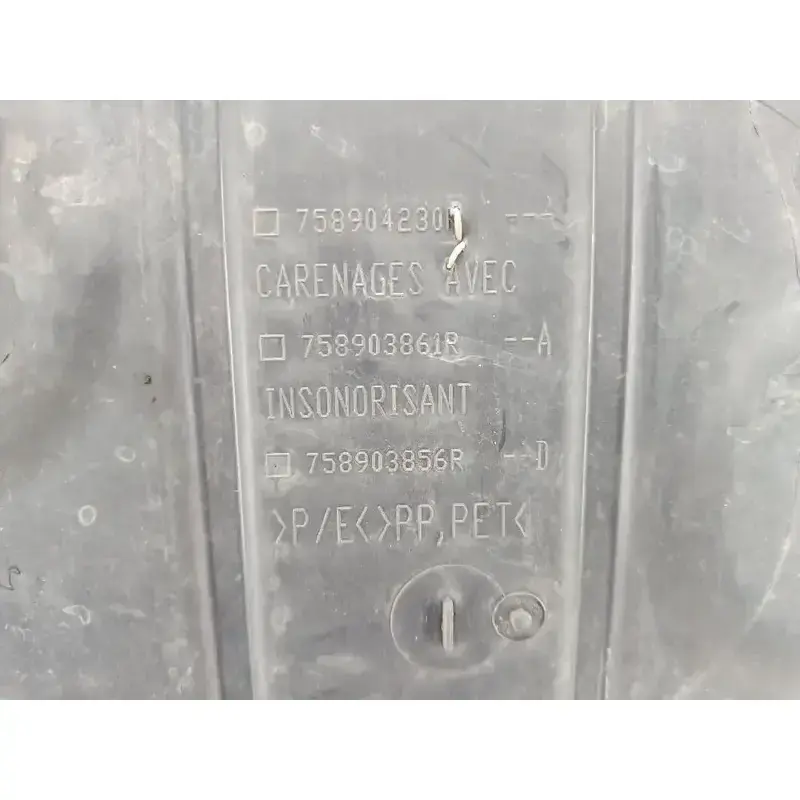 ☐ 758904230R ---
CARENAGES AVEC
☐ 758903861R --A
INSONORISANT
☐ 758903856R --D
>P/E<>PP,PET<